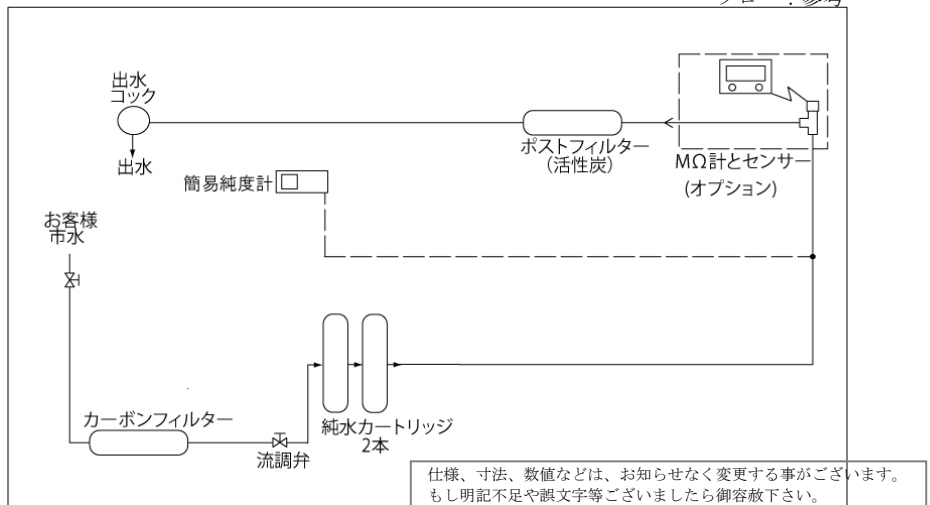 フロー：参考
出水
コック
出水
ポストフィルター
（活性炭）
MΩ計とセンサー
(オプション)
簡易純度計
お客様
市水
カーボンフィルター
流調弁
純水カートリッジ
2本
仕様、寸法、数値などは、お知らせなく変更する事がございます。
もし明記不足や誤文字等ございましたら御容赦下さい。